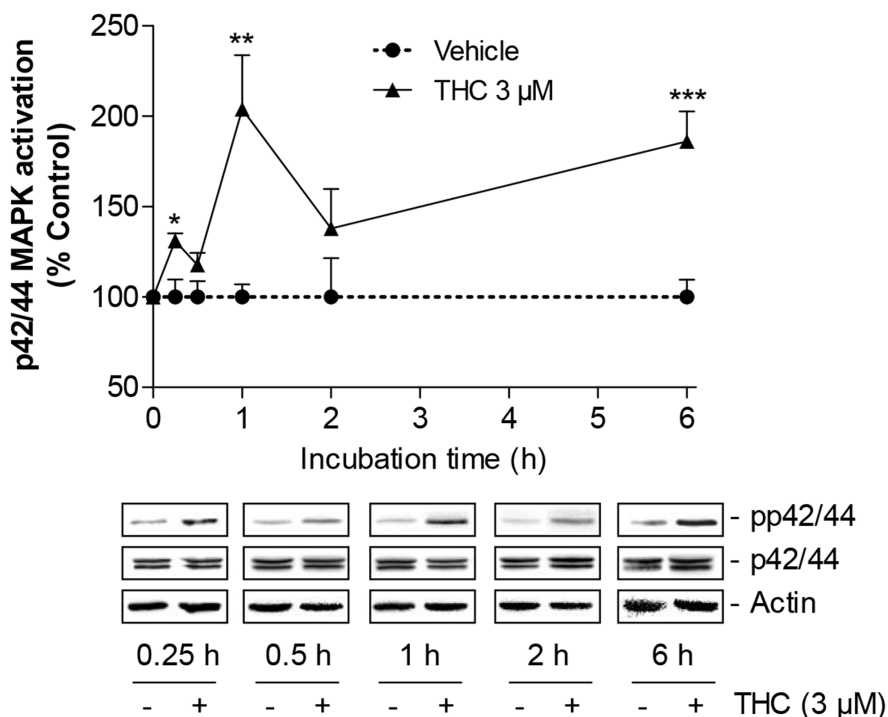 p42/44 MAPK activation
(% Control)
250
200
150
100
50
**
***
*
Vehicle
THC 3 µM
0 1 2 3 4 5 6
Incubation time (h)
- pp42/44
- p42/44
- Actin
0.25 h 0.5 h 1 h 2 h 6 h
- + - + - + - + - + THC (3 µM)